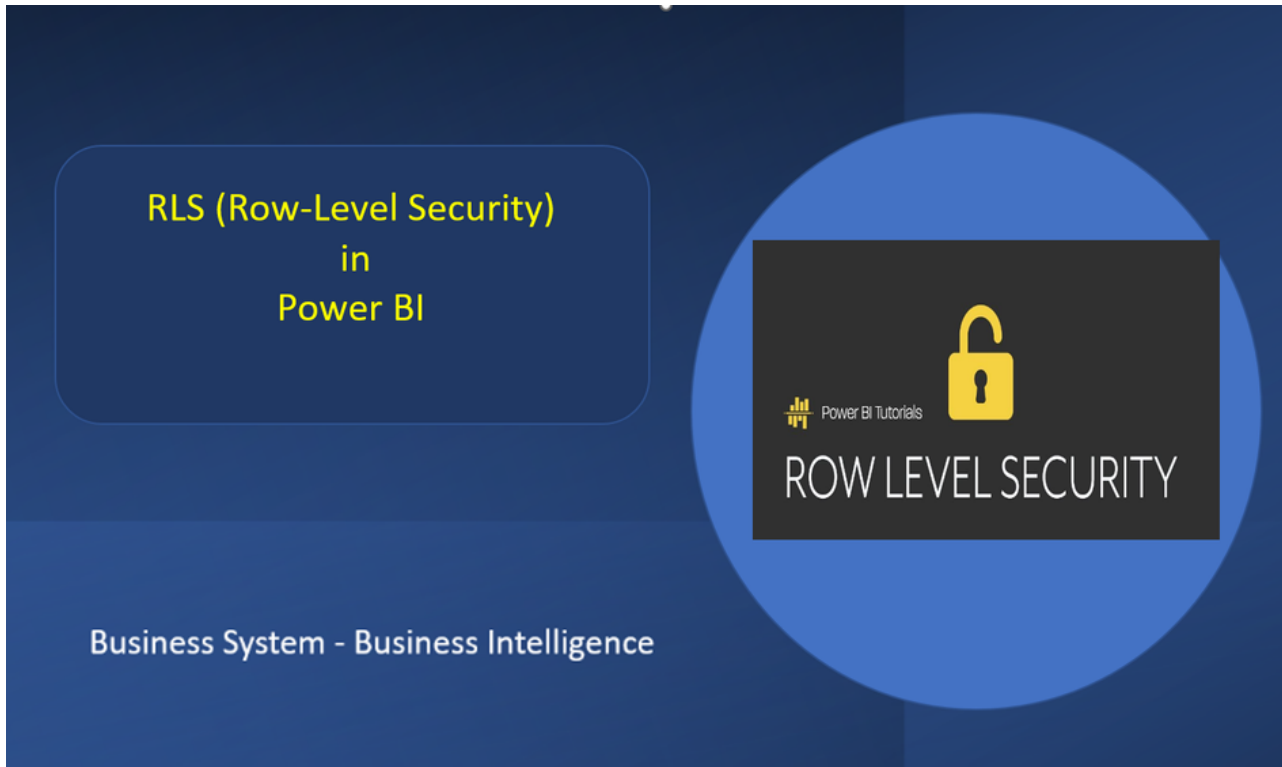 RLS (Row-Level Security)
in
Power BI
Power BI Tutorials
ROW LEVEL SECURITY
Business System - Business Intelligence